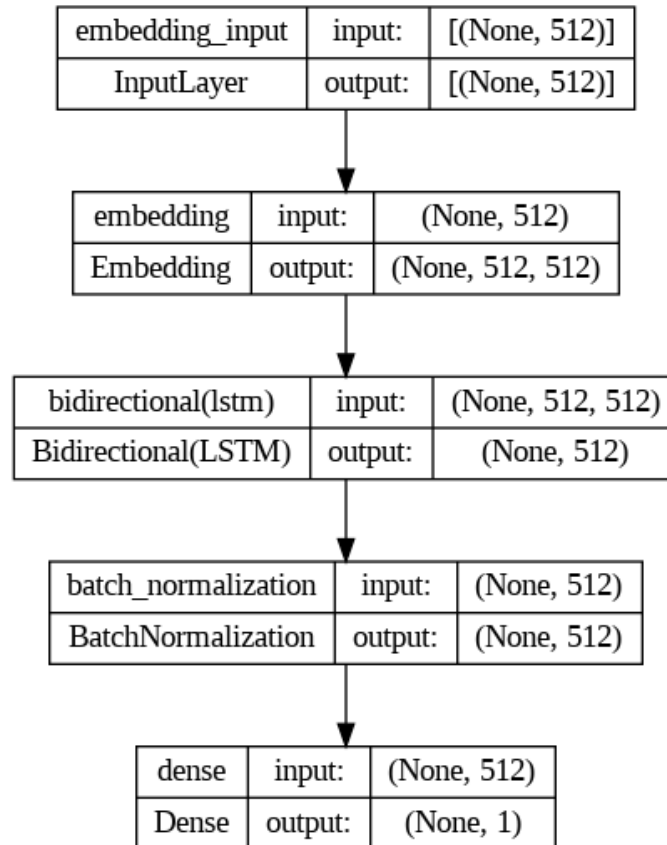 embedding_input input: [(None, 512)]
InputLayer output: [(None, 512)]
embedding input: (None, 512)
Embedding output: (None, 512, 512)
bidirectional(lstm) input: (None, 512, 512)
Bidirectional(LSTM) output: (None, 512)
batch_normalization input: (None, 512)
BatchNormalization output: (None, 512)
dense input: (None, 512)
Dense output: (None, 1)